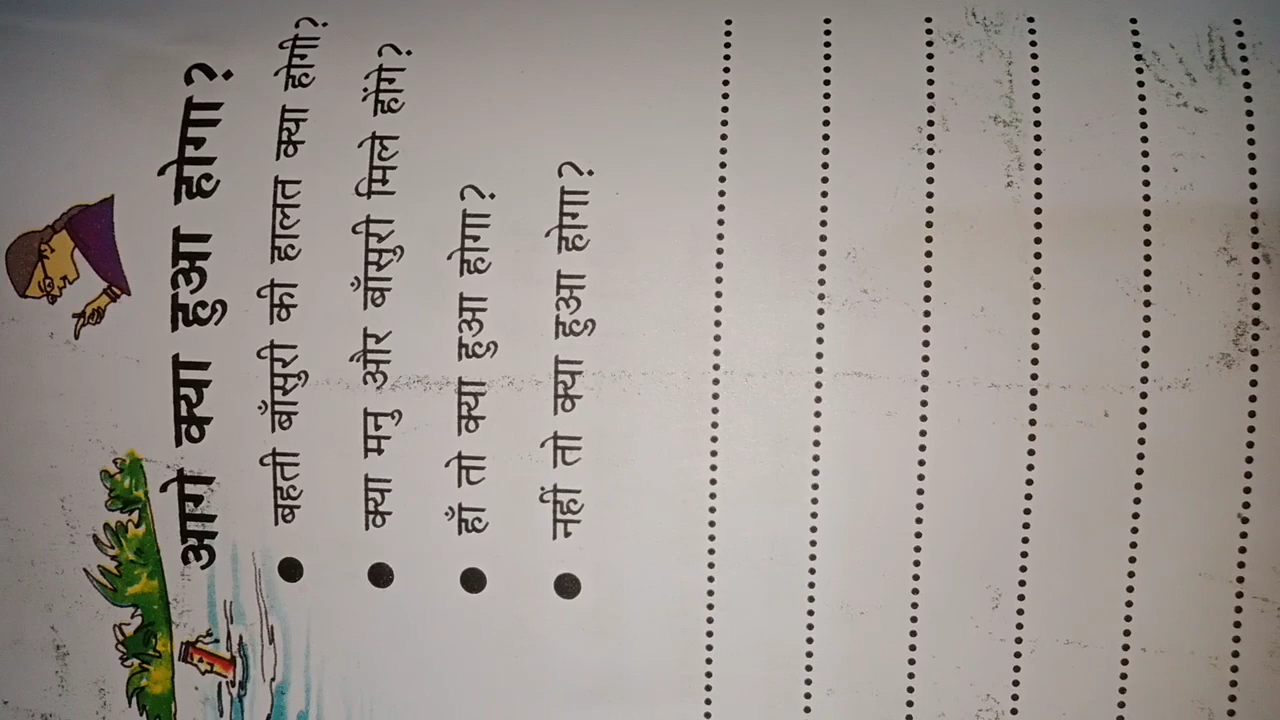 आगे क्या हुआ होगा?
● बहती बाँसुरी की हालत क्या होगी?
● क्या मनु और बाँसुरी मिले होंगे?
● हाँ तो क्या हुआ होगा?
● नहीं तो क्या हुआ होगा?